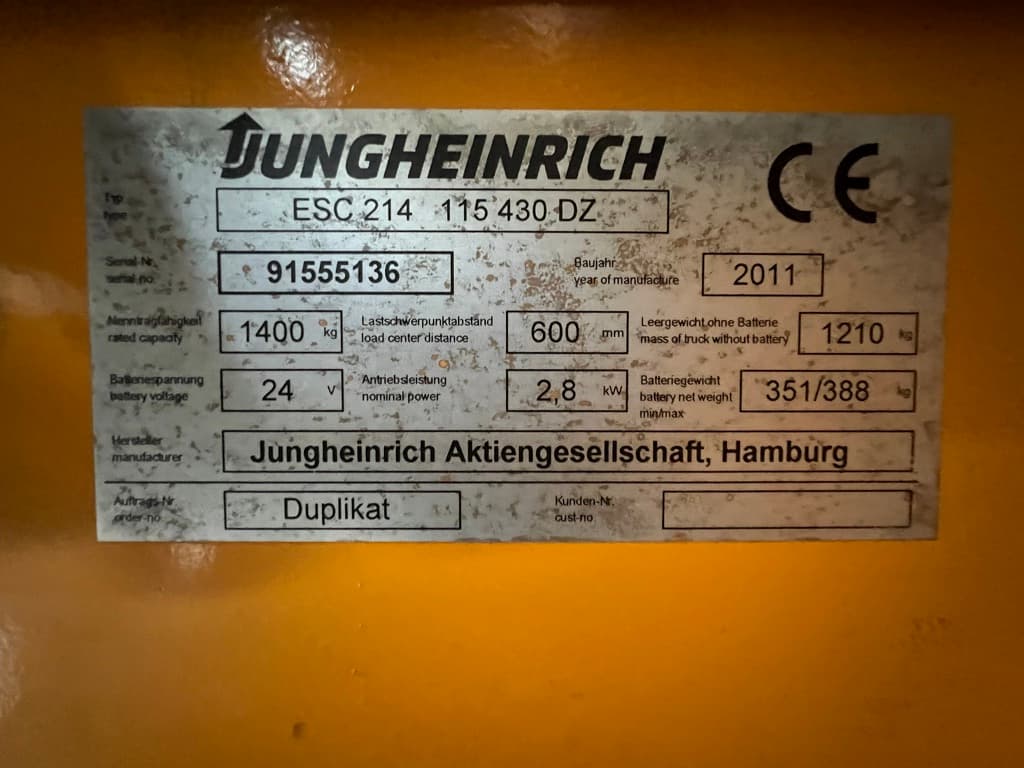 JUNGHEINRICH
CE
Typ
type
ESC 214 115 430 DZ
Serial Nr.
serial no.
91555136
Baujahr
year of manufacture
2011
Nenntragfähigkeit
rated capacity
1400 kg
Lastschwerpunktabstand
load center distance
600 mm
Leergewicht ohne Batterie
mass of truck without battery
1210 kg
Batteriespannung
battery voltage
24 V
Antriebsleistung
nominal power
2,8 kW
Batteriegewicht
battery net weight
min/max
351/388 kg
Hersteller
manufacturer
Jungheinrich Aktiengesellschaft, Hamburg
Auftrags-Nr.
order-no
Duplikat
Kunden-Nr.
cust-no